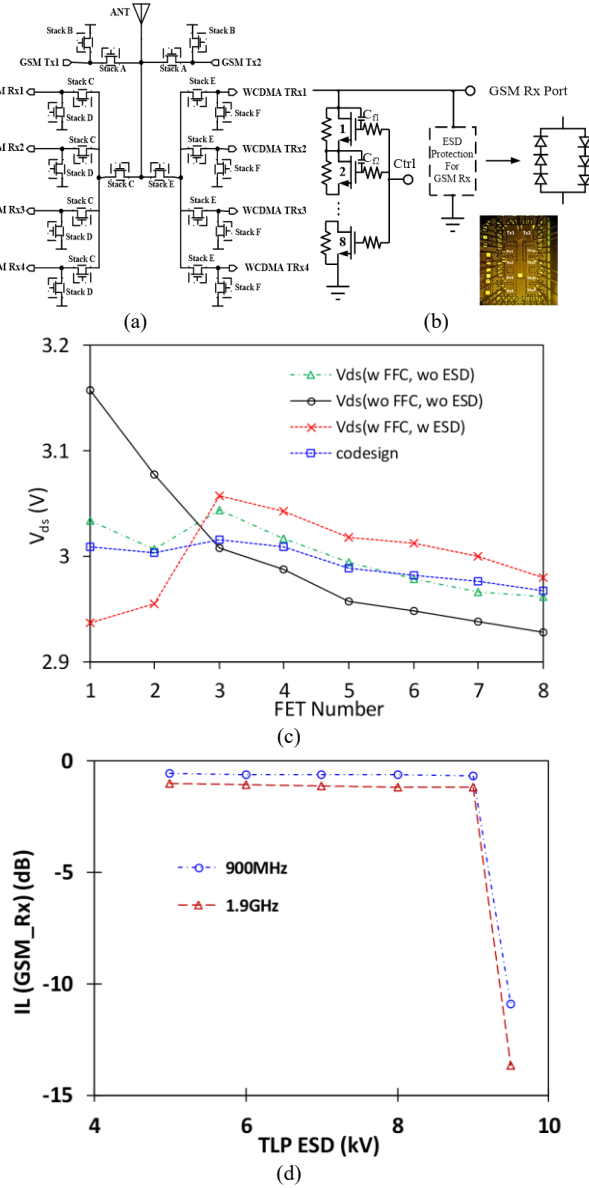 ANT
Stack B
Stack B
GSM Tx1
Stack A
Stack A
GSM Tx2
M Rx1
Stack C
Stack E
WCDMA TRx1
Stack D
Stack F
M Rx2
Stack C
Stack E
WCDMA TRx2
Stack D
Stack F
Stack C
Stack E
M Rx3
Stack C
Stack E
WCDMA TRx3
Stack D
Stack F
M Rx4
Stack C
Stack E
WCDMA TRx4
Stack D
Stack F
(a)
GSM Rx Port
1
Cf1
2
Cf2
Ctrl
8
ESD
Protection
For
GSM Rx
Tx1 Tx2
(b)
3.2
3.1
3
2.9
Vds (V)
Vds(w FFC, wo ESD)
Vds(wo FFC, wo ESD)
Vds(w FFC, w ESD)
codesign
1 2 3 4 5 6 7 8
FET Number
(c)
0
-5
-10
-15
IL (GSM_Rx) (dB)
900MHz
1.9GHz
4 6 8 10
TLP ESD (kV)
(d)